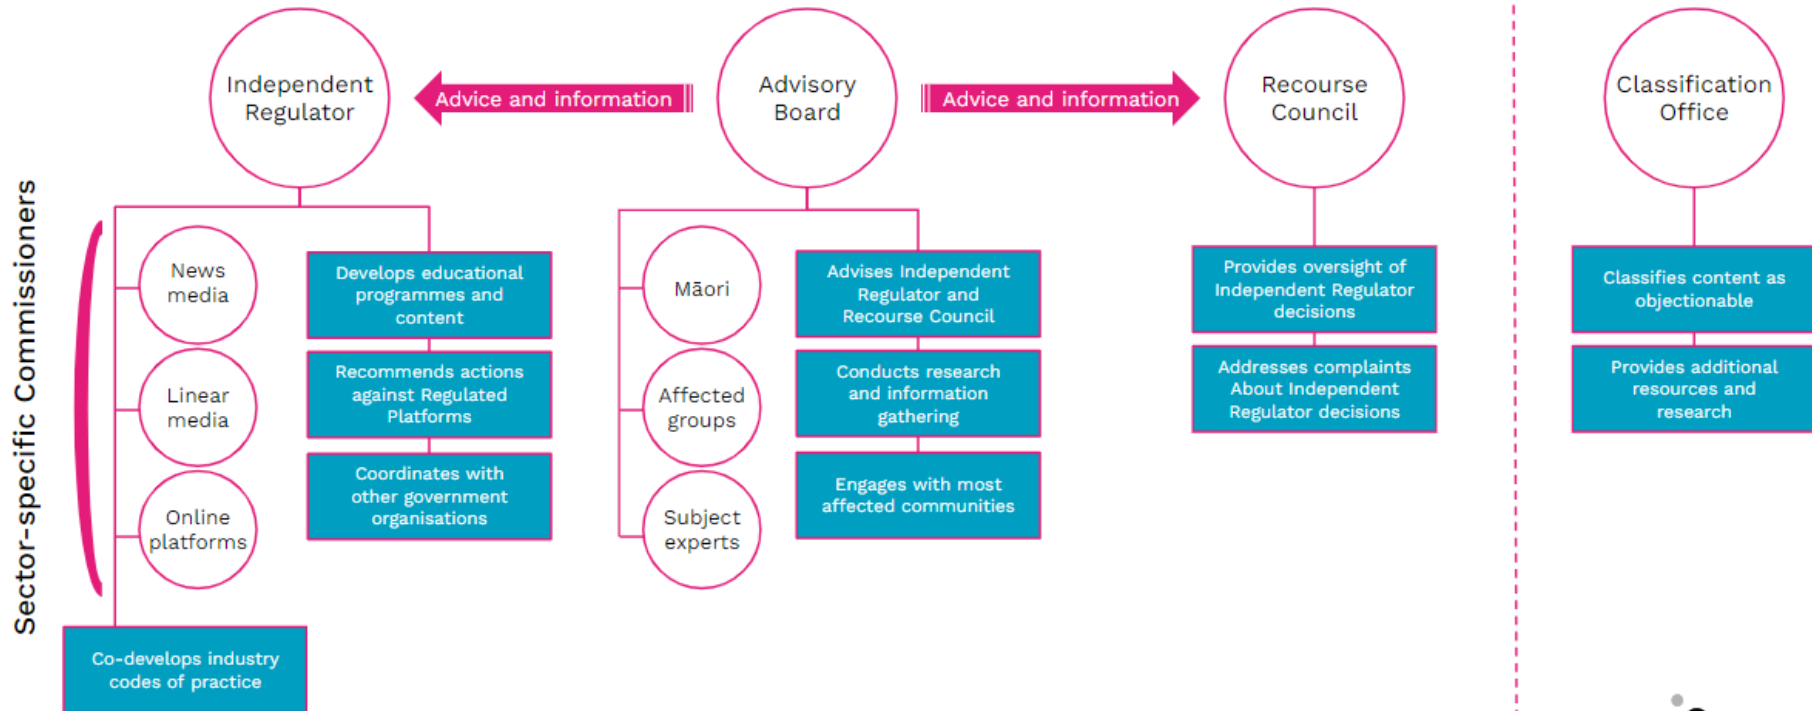 Independent
Regulator
Advice and information
Advisory
Board
Advice and information
Recourse
Council
Classification
Office
Sector-specific Commissioners
News
media
Linear
media
Online
platforms
Co-develops industry
codes of practice
Develops educational
programmes and
content
Recommends actions
against Regulated
Platforms
Coordinates with
other government
organisations
Māori
Affected
groups
Subject
experts
Advises Independent
Regulator and
Recourse Council
Conducts research
and information
gathering
Engages with most
affected communities
Provides oversight of
Independent Regulator
decisions
Addresses complaints
About Independent
Regulator decisions
Classifies content as
objectionable
Provides additional
resources and
research